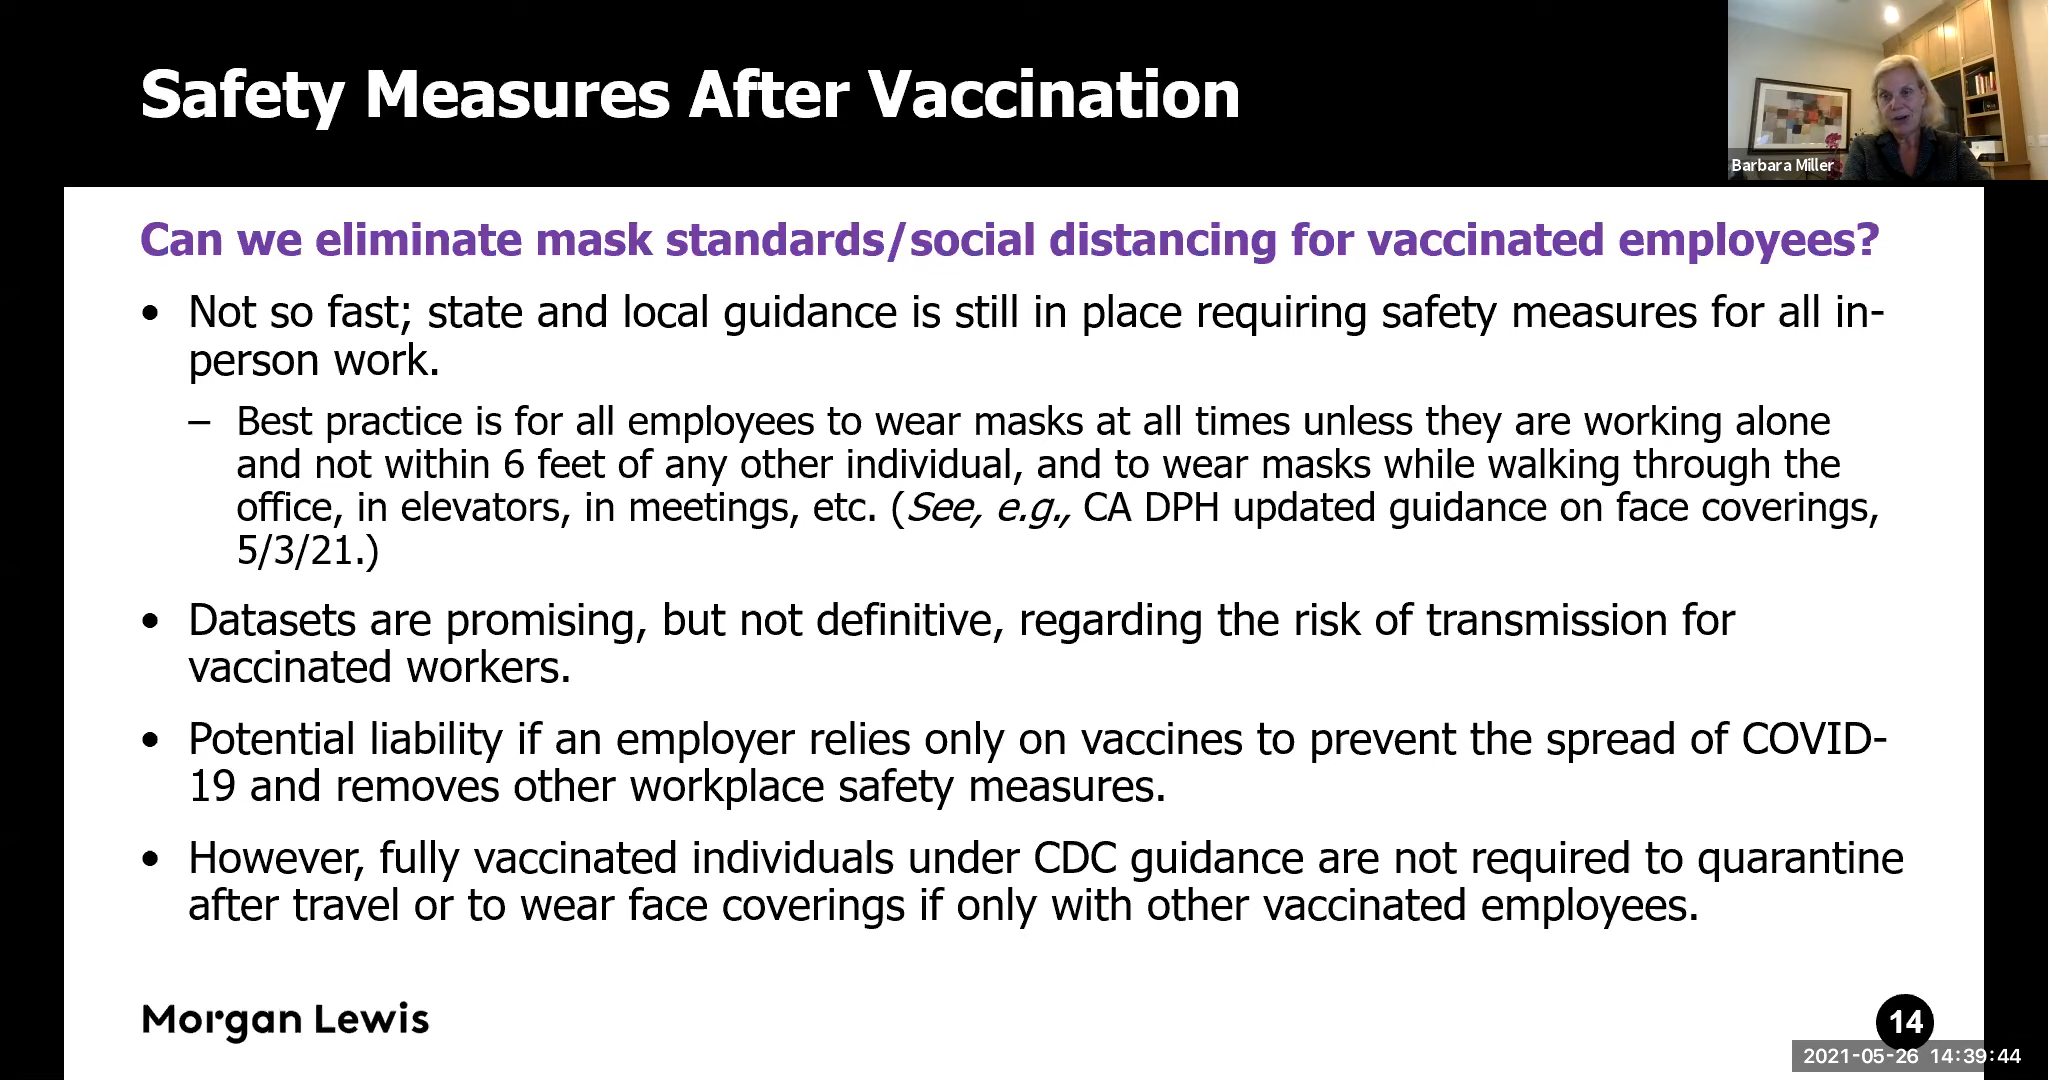 Safety Measures After Vaccination
Barbara Miller
Can we eliminate mask standards/social distancing for vaccinated employees?
• Not so fast; state and local guidance is still in place requiring safety measures for all in-
person work.
– Best practice is for all employees to wear masks at all times unless they are working alone
and not within 6 feet of any other individual, and to wear masks while walking through the
office, in elevators, in meetings, etc. (See, e.g., CA DPH updated guidance on face coverings,
5/3/21.)
• Datasets are promising, but not definitive, regarding the risk of transmission for
vaccinated workers.
• Potential liability if an employer relies only on vaccines to prevent the spread of COVID-
19 and removes other workplace safety measures.
• However, fully vaccinated individuals under CDC guidance are not required to quarantine
after travel or to wear face coverings if only with other vaccinated employees.
Morgan Lewis
14
2021-05-26 14:39:44